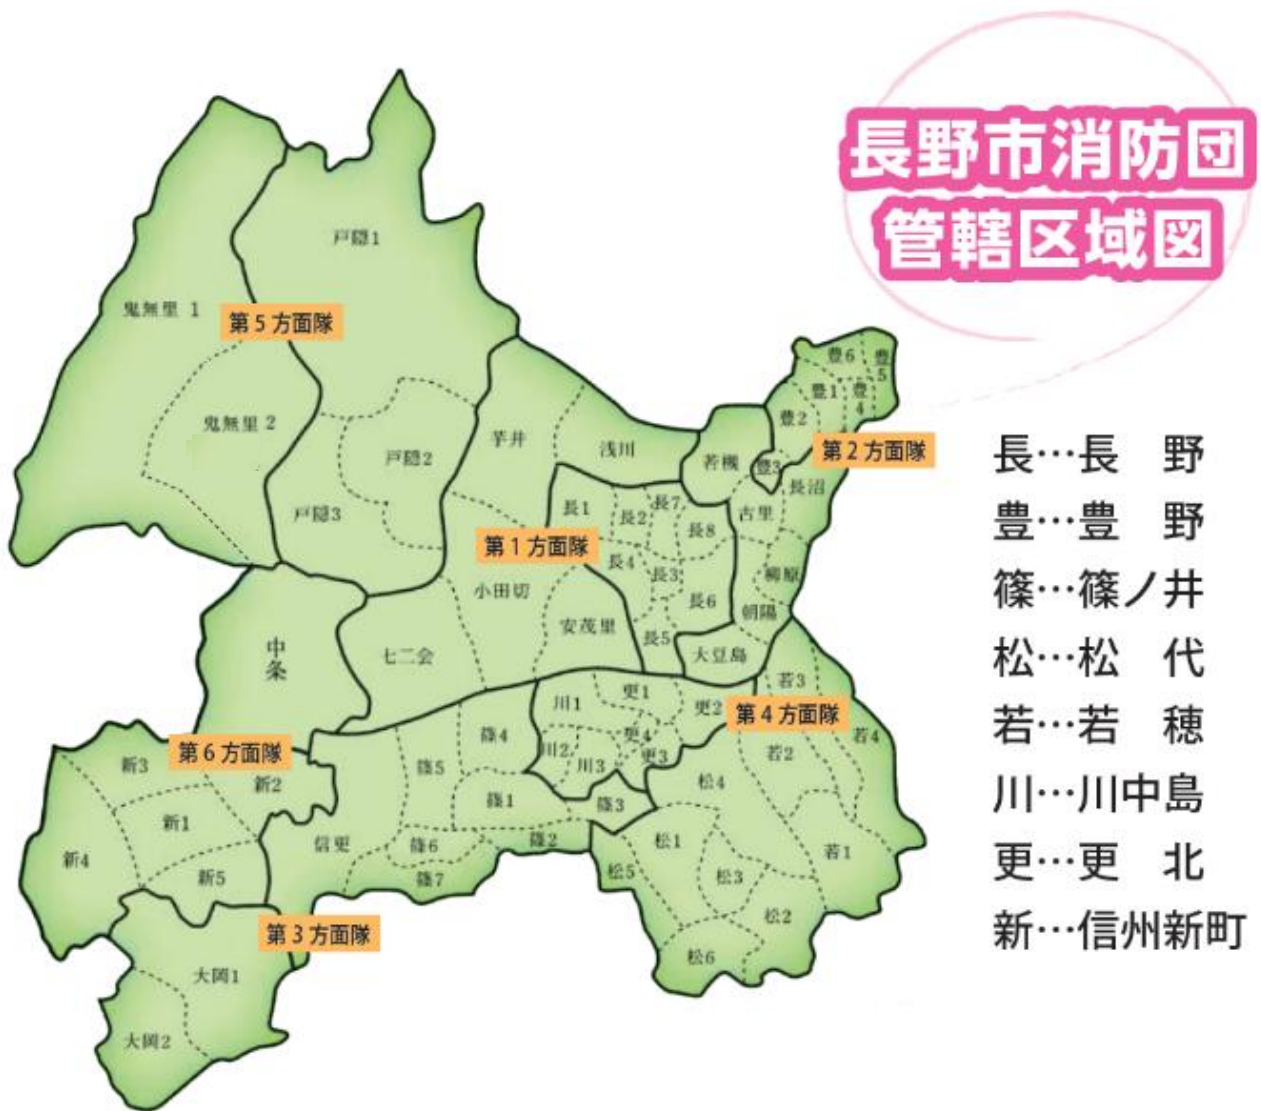 長野市消防団
管轄区域図
戸隠1
鬼無里 1
第5方面隊
鬼無里 2
戸隠2
戸隠3
芋井
浅川
若槻
豊6
豊5
豊1
豊4
豊2
第2方面隊
豊3
長沼
古里
長1
長2
長7
長8
第1方面隊
長4
長3
柳原
小田切
長6
朝陽
安茂里
長5
大豆島
七二会
中条
若3
川1
更1
更2
第4方面隊
篠4
川2
更4
若4
第6方面隊
新3
篠5
川3
更3
若2
新2
松4
篠1
篠3
新1
信更
篠6
篠2
松1
若1
新4
新5
篠7
松5
松3
松2
第3方面隊
松6
大岡1
大岡2
長…長　野
豊…豊　野
篠…篠ノ井
松…松　代
若…若　穂
川…川中島
更…更　北
新…信州新町